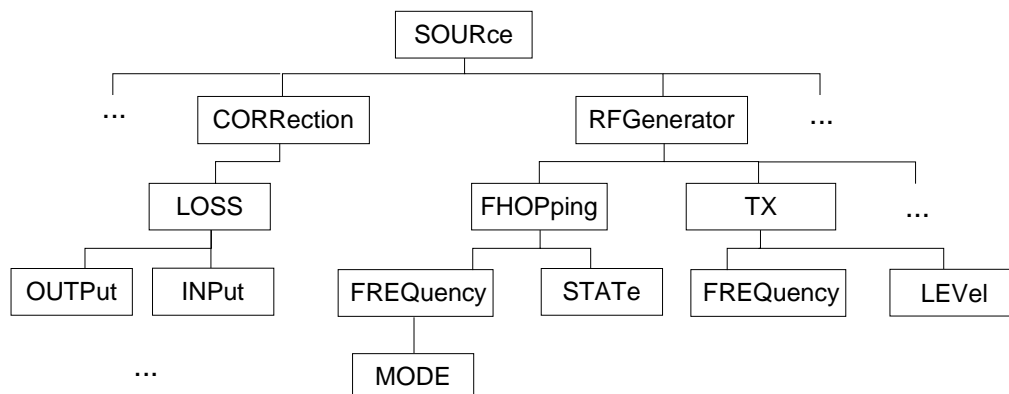 SOURce
... CORRection RFGenerator ...
LOSS FHOPping TX ...
OUTPut INPut FREQuency STATe FREQuency LEVel
... MODE